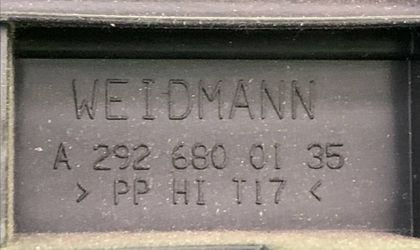 WEIDMANN
A 292 680 01 35
> PP HI T17 <